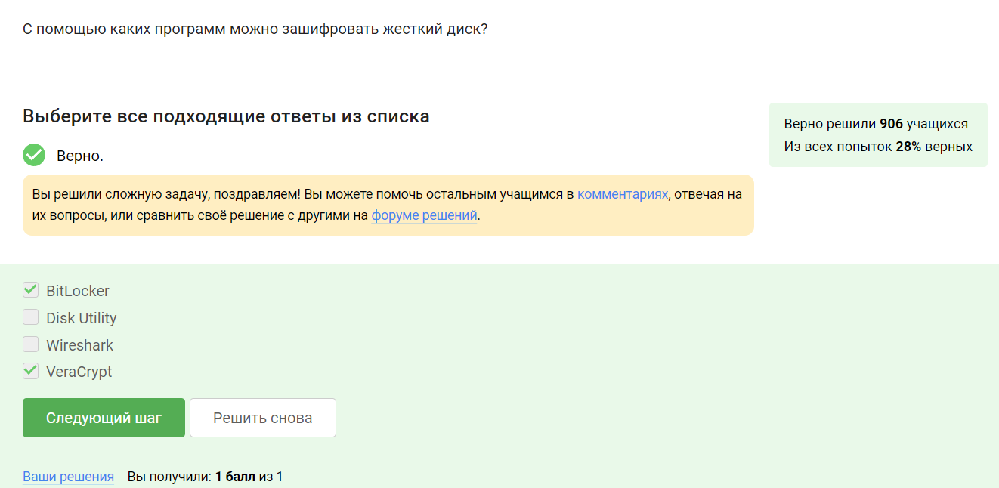 С помощью каких программ можно зашифровать жесткий диск?
Выберите все подходящие ответы из списка
Верно.
Вы решили сложную задачу, поздравляем! Вы можете помочь остальным учащимся в комментариях, отвечая на
их вопросы, или сравнить своё решение с другими на форуме решений.
Верно решили 906 учащихся
Из всех попыток 28% верных
BitLocker
Disk Utility
Wireshark
VeraCrypt
Следующий шаг
Решить снова
Ваши решения Вы получили: 1 балл из 1